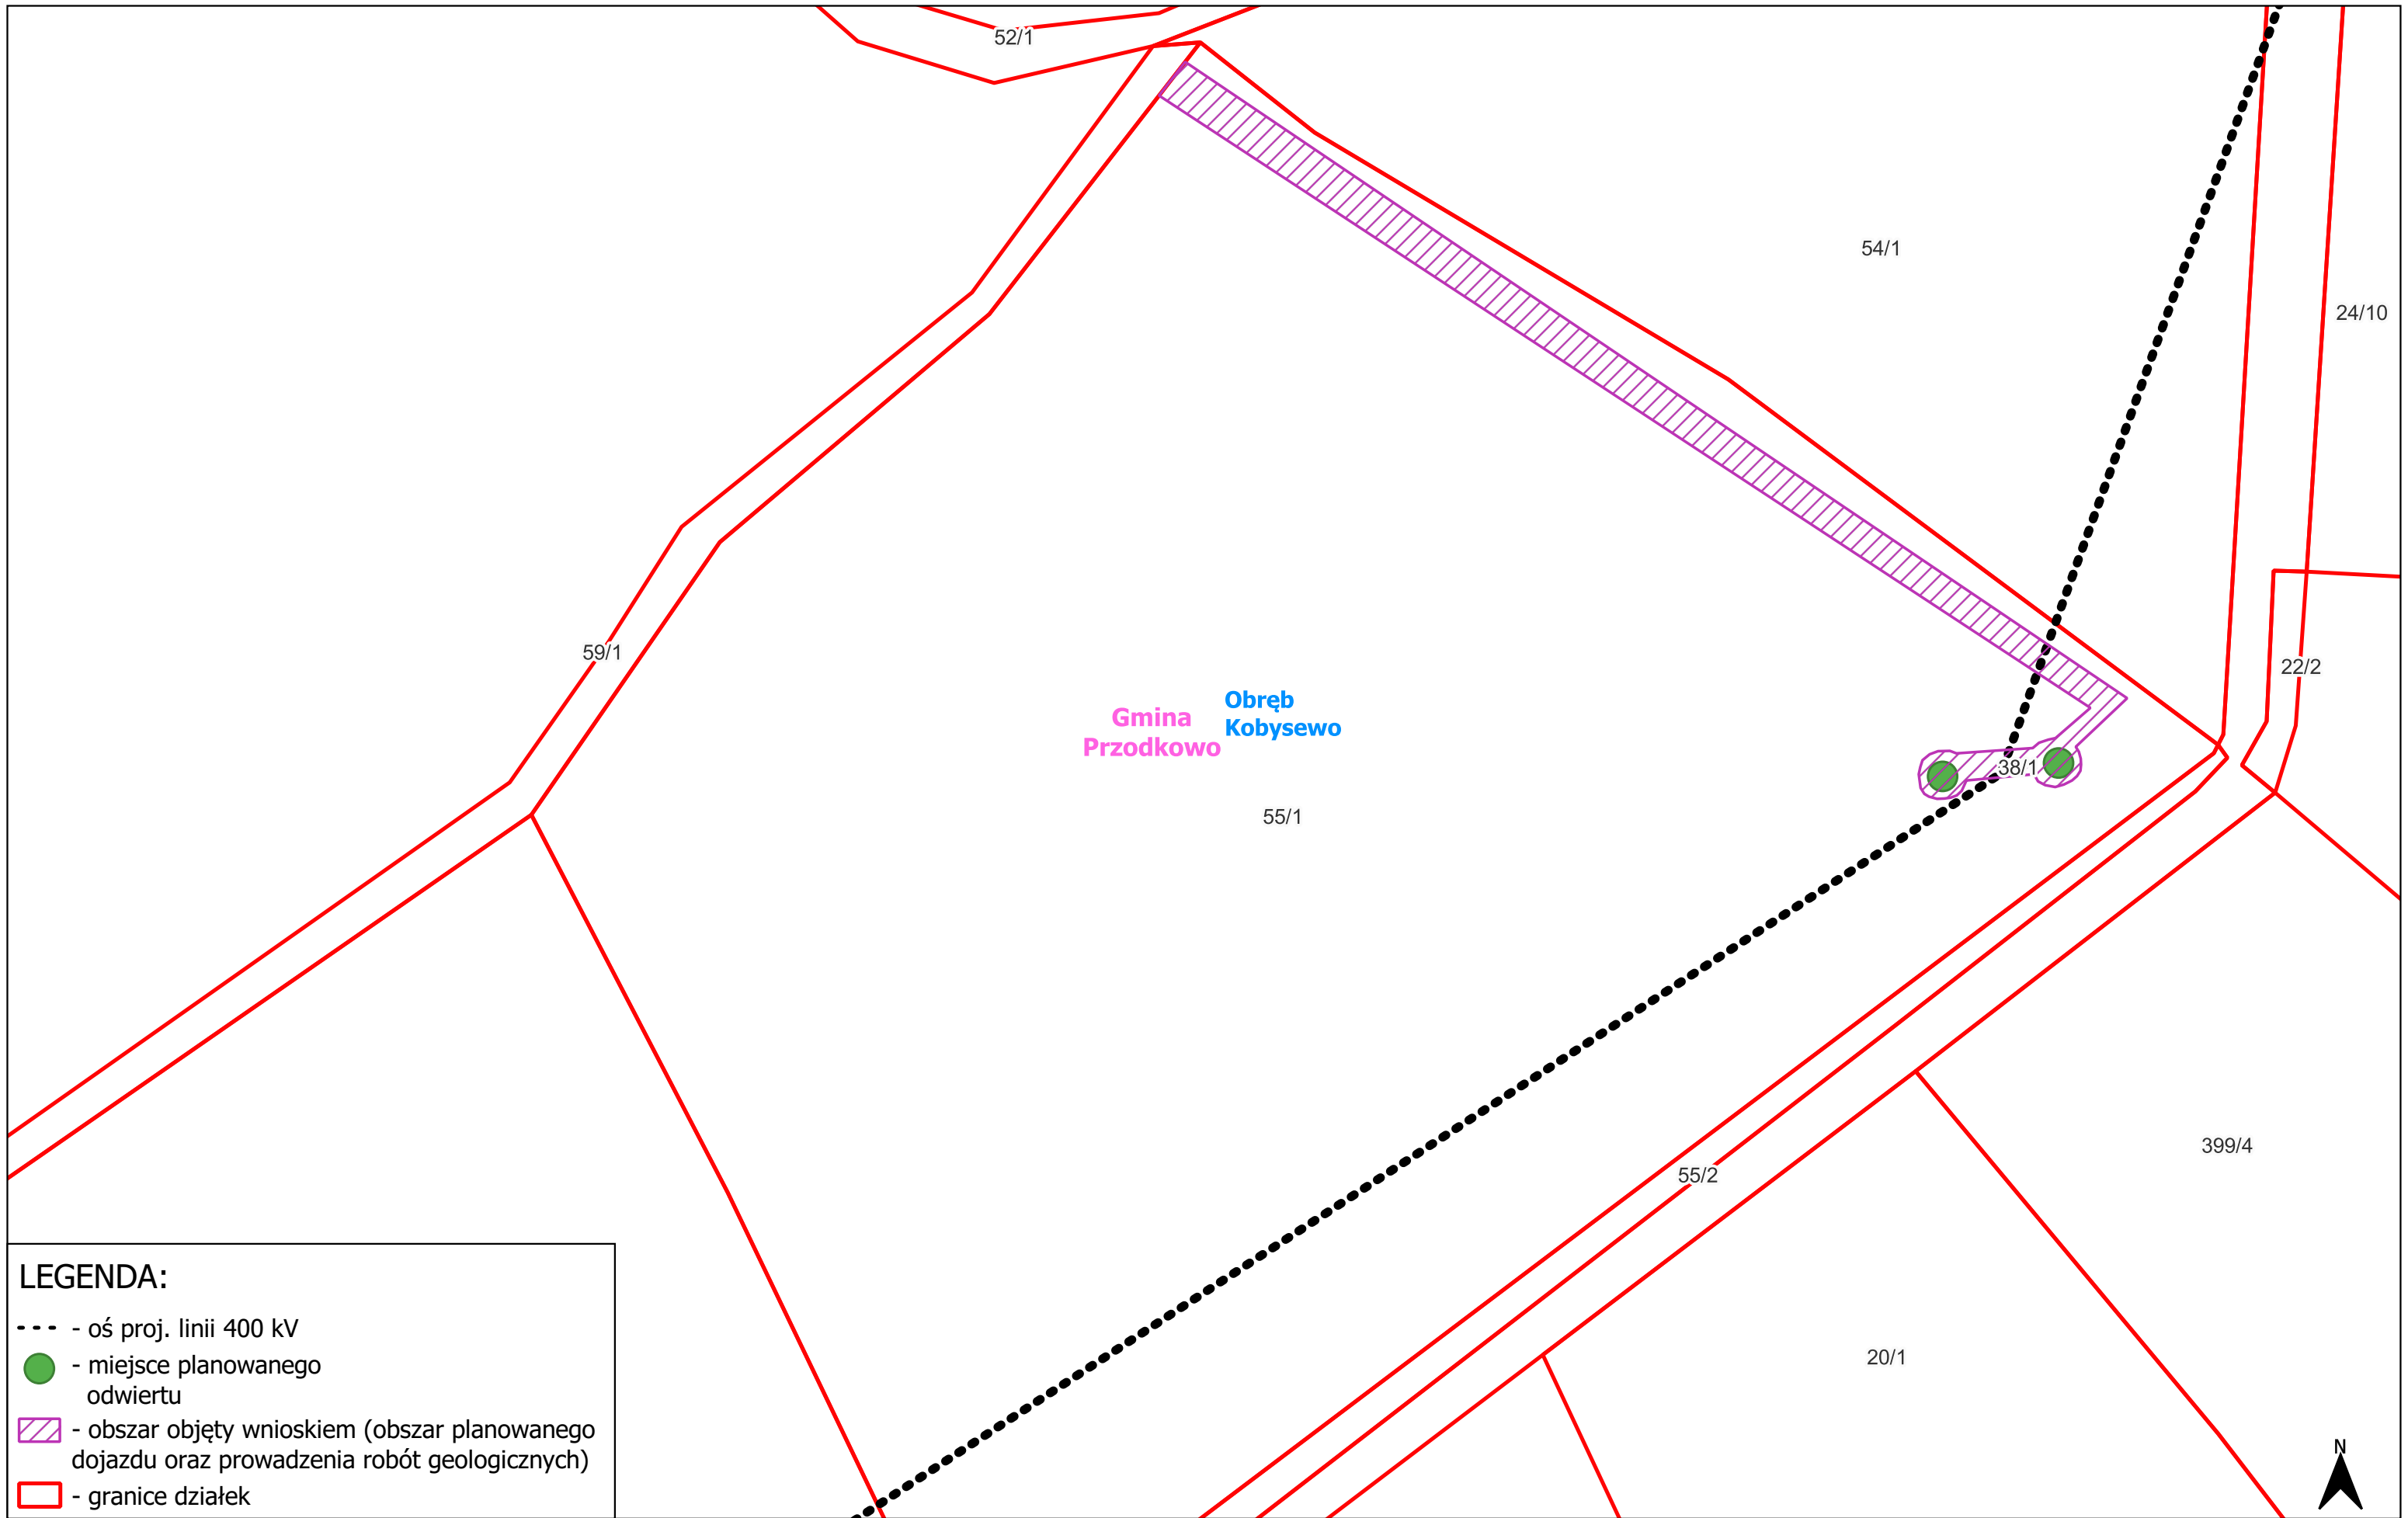 52/1
54/1
24/10
59/1
22/2
Obręb
Kobysewo
Gmina
Przodkowo
38/1
55/1
399/4
55/2
20/1
LEGENDA:
- oś proj. linii 400 kV
- miejsce planowanego
odwiertu
- obszar objęty wnioskiem (obszar planowanego
dojazdu oraz prowadzenia robót geologicznych)
- granice działek
N